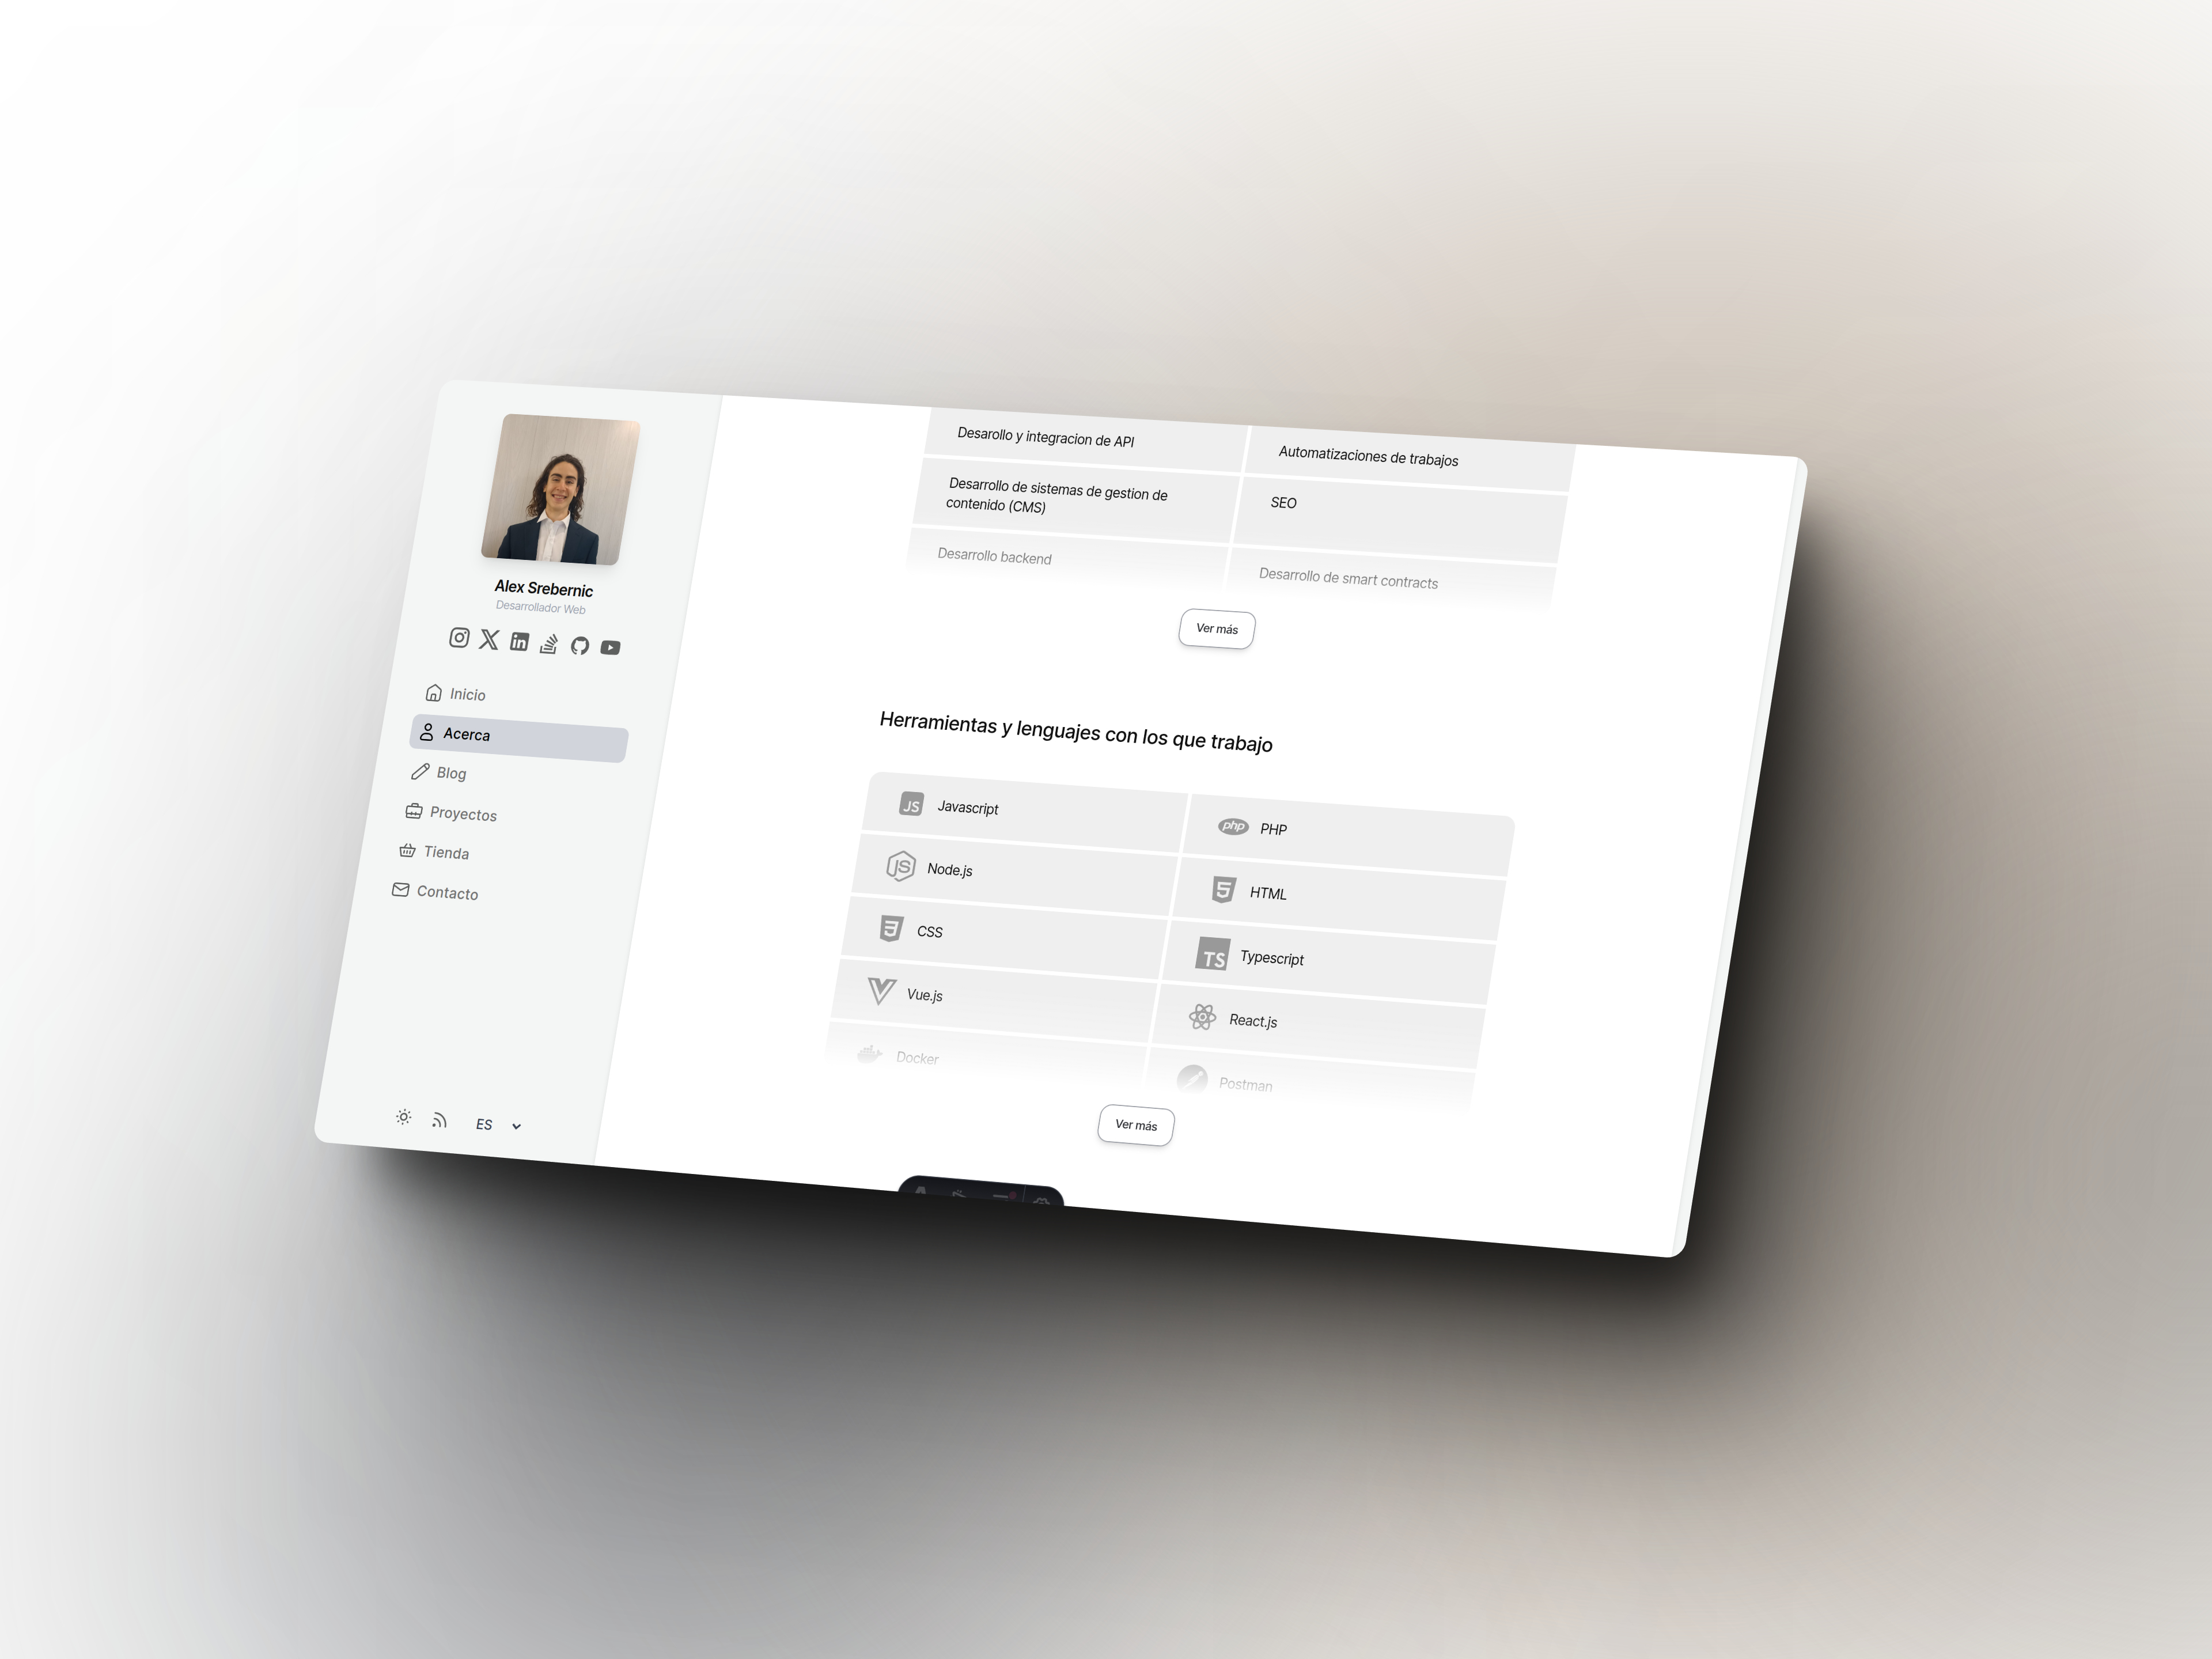 Alex Srebernic
Desarrollador Web
Inicio
Acerca
Blog
Proyectos
Tienda
Contacto
ES
Desarollo y integracion de API
Automatizaciones de trabajos
Desarrollo de sistemas de gestion de
contenido (CMS)
SEO
Desarrollo backend
Desarrollo de smart contracts
Ver más
Herramientas y lenguajes con los que trabajo
JS Javascript
php PHP
JS Node.js
5 HTML
3 CSS
TS Typescript
Vue.js
React.js
Docker
Postman
Ver más